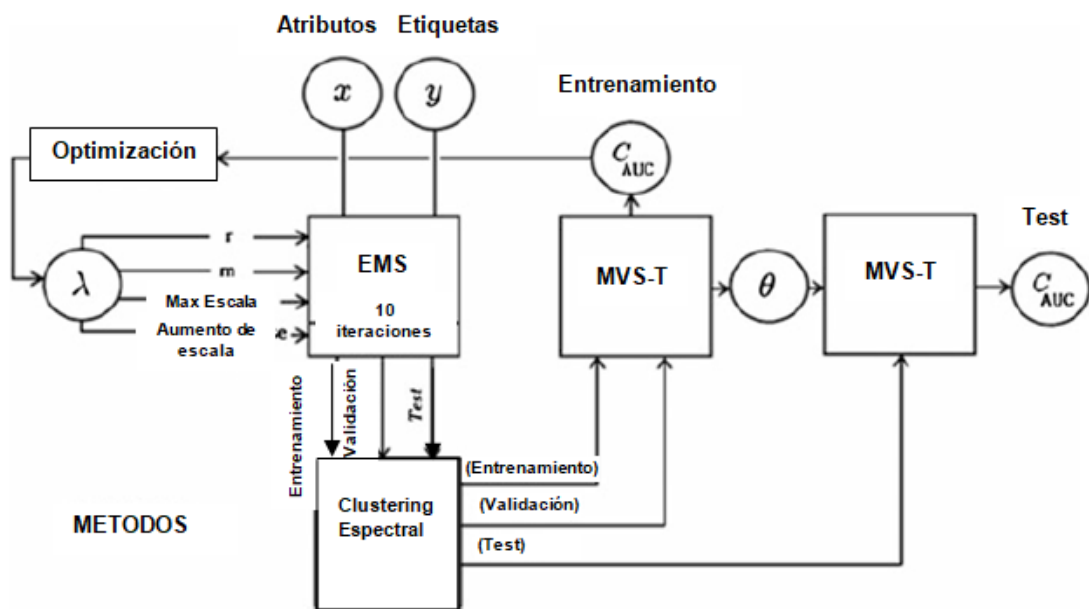 Atributos Etiquetas
x y
Entrenamiento
Optimización
C AUC
Test
r
EMS
MVS-T
MVS-T
m
λ
θ
C AUC
Max Escala
10
Aumento de
escala
e
iteraciones
Entrenamiento
Validación
Test
(Entrenamiento)
Clustering
Espectral
(Validación)
METODOS
(Test)